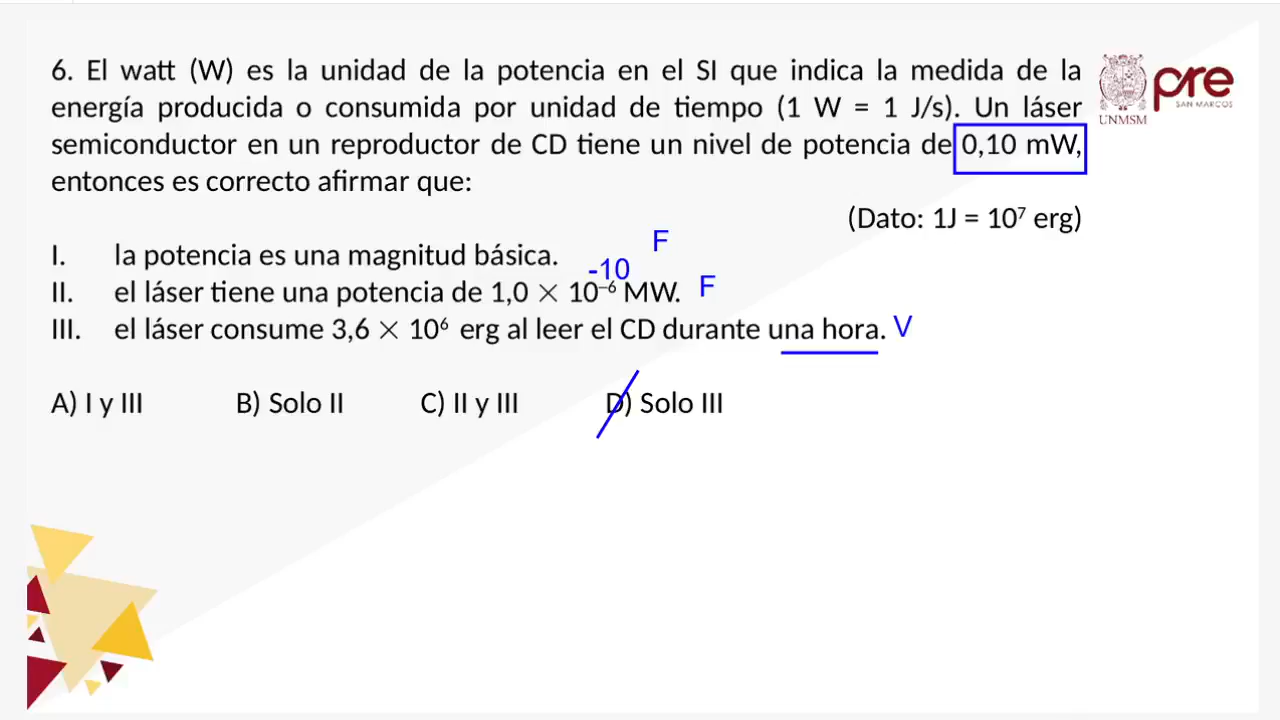 6. El watt (W) es la unidad de la potencia en el SI que indica la medida de la
energía producida o consumida por unidad de tiempo (1 W = 1 J/s). Un láser
semiconductor en un reproductor de CD tiene un nivel de potencia de 0,10 mW,
entonces es correcto afirmar que:
(Dato: 1J = 10⁷ erg)
I. la potencia es una magnitud básica. F
-10
II. el láser tiene una potencia de 1,0 × 10⁻⁶ MW. F
III. el láser consume 3,6 × 10⁶ erg al leer el CD durante una hora. V
A) I y III B) Solo II C) II y III D) Solo III
UNMSM
pre
SAN MARCOS